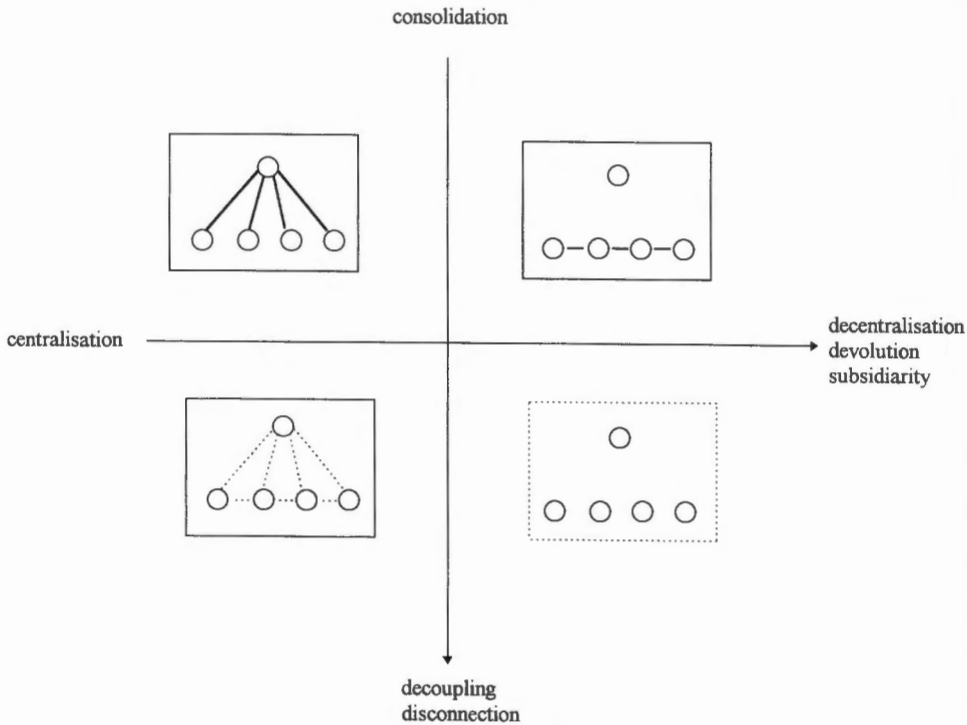 consolidation
centralisation
decentralisation
devolution
subsidiarity
decoupling
disconnection